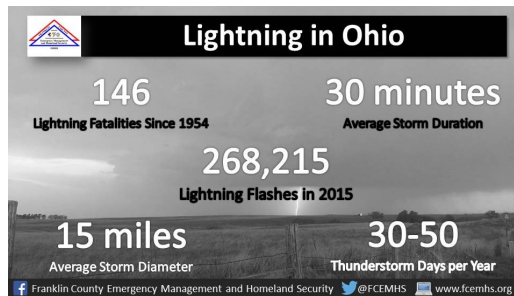 Lightning in Ohio
146
Lightning Fatalities Since 1954
30 minutes
Average Storm Duration
268,215
Lightning Flashes in 2015
15 miles
Average Storm Diameter
30-50
Thunderstorm Days per Year
Franklin County Emergency Management and Homeland Security @FCEMHS www.fcemhs.org